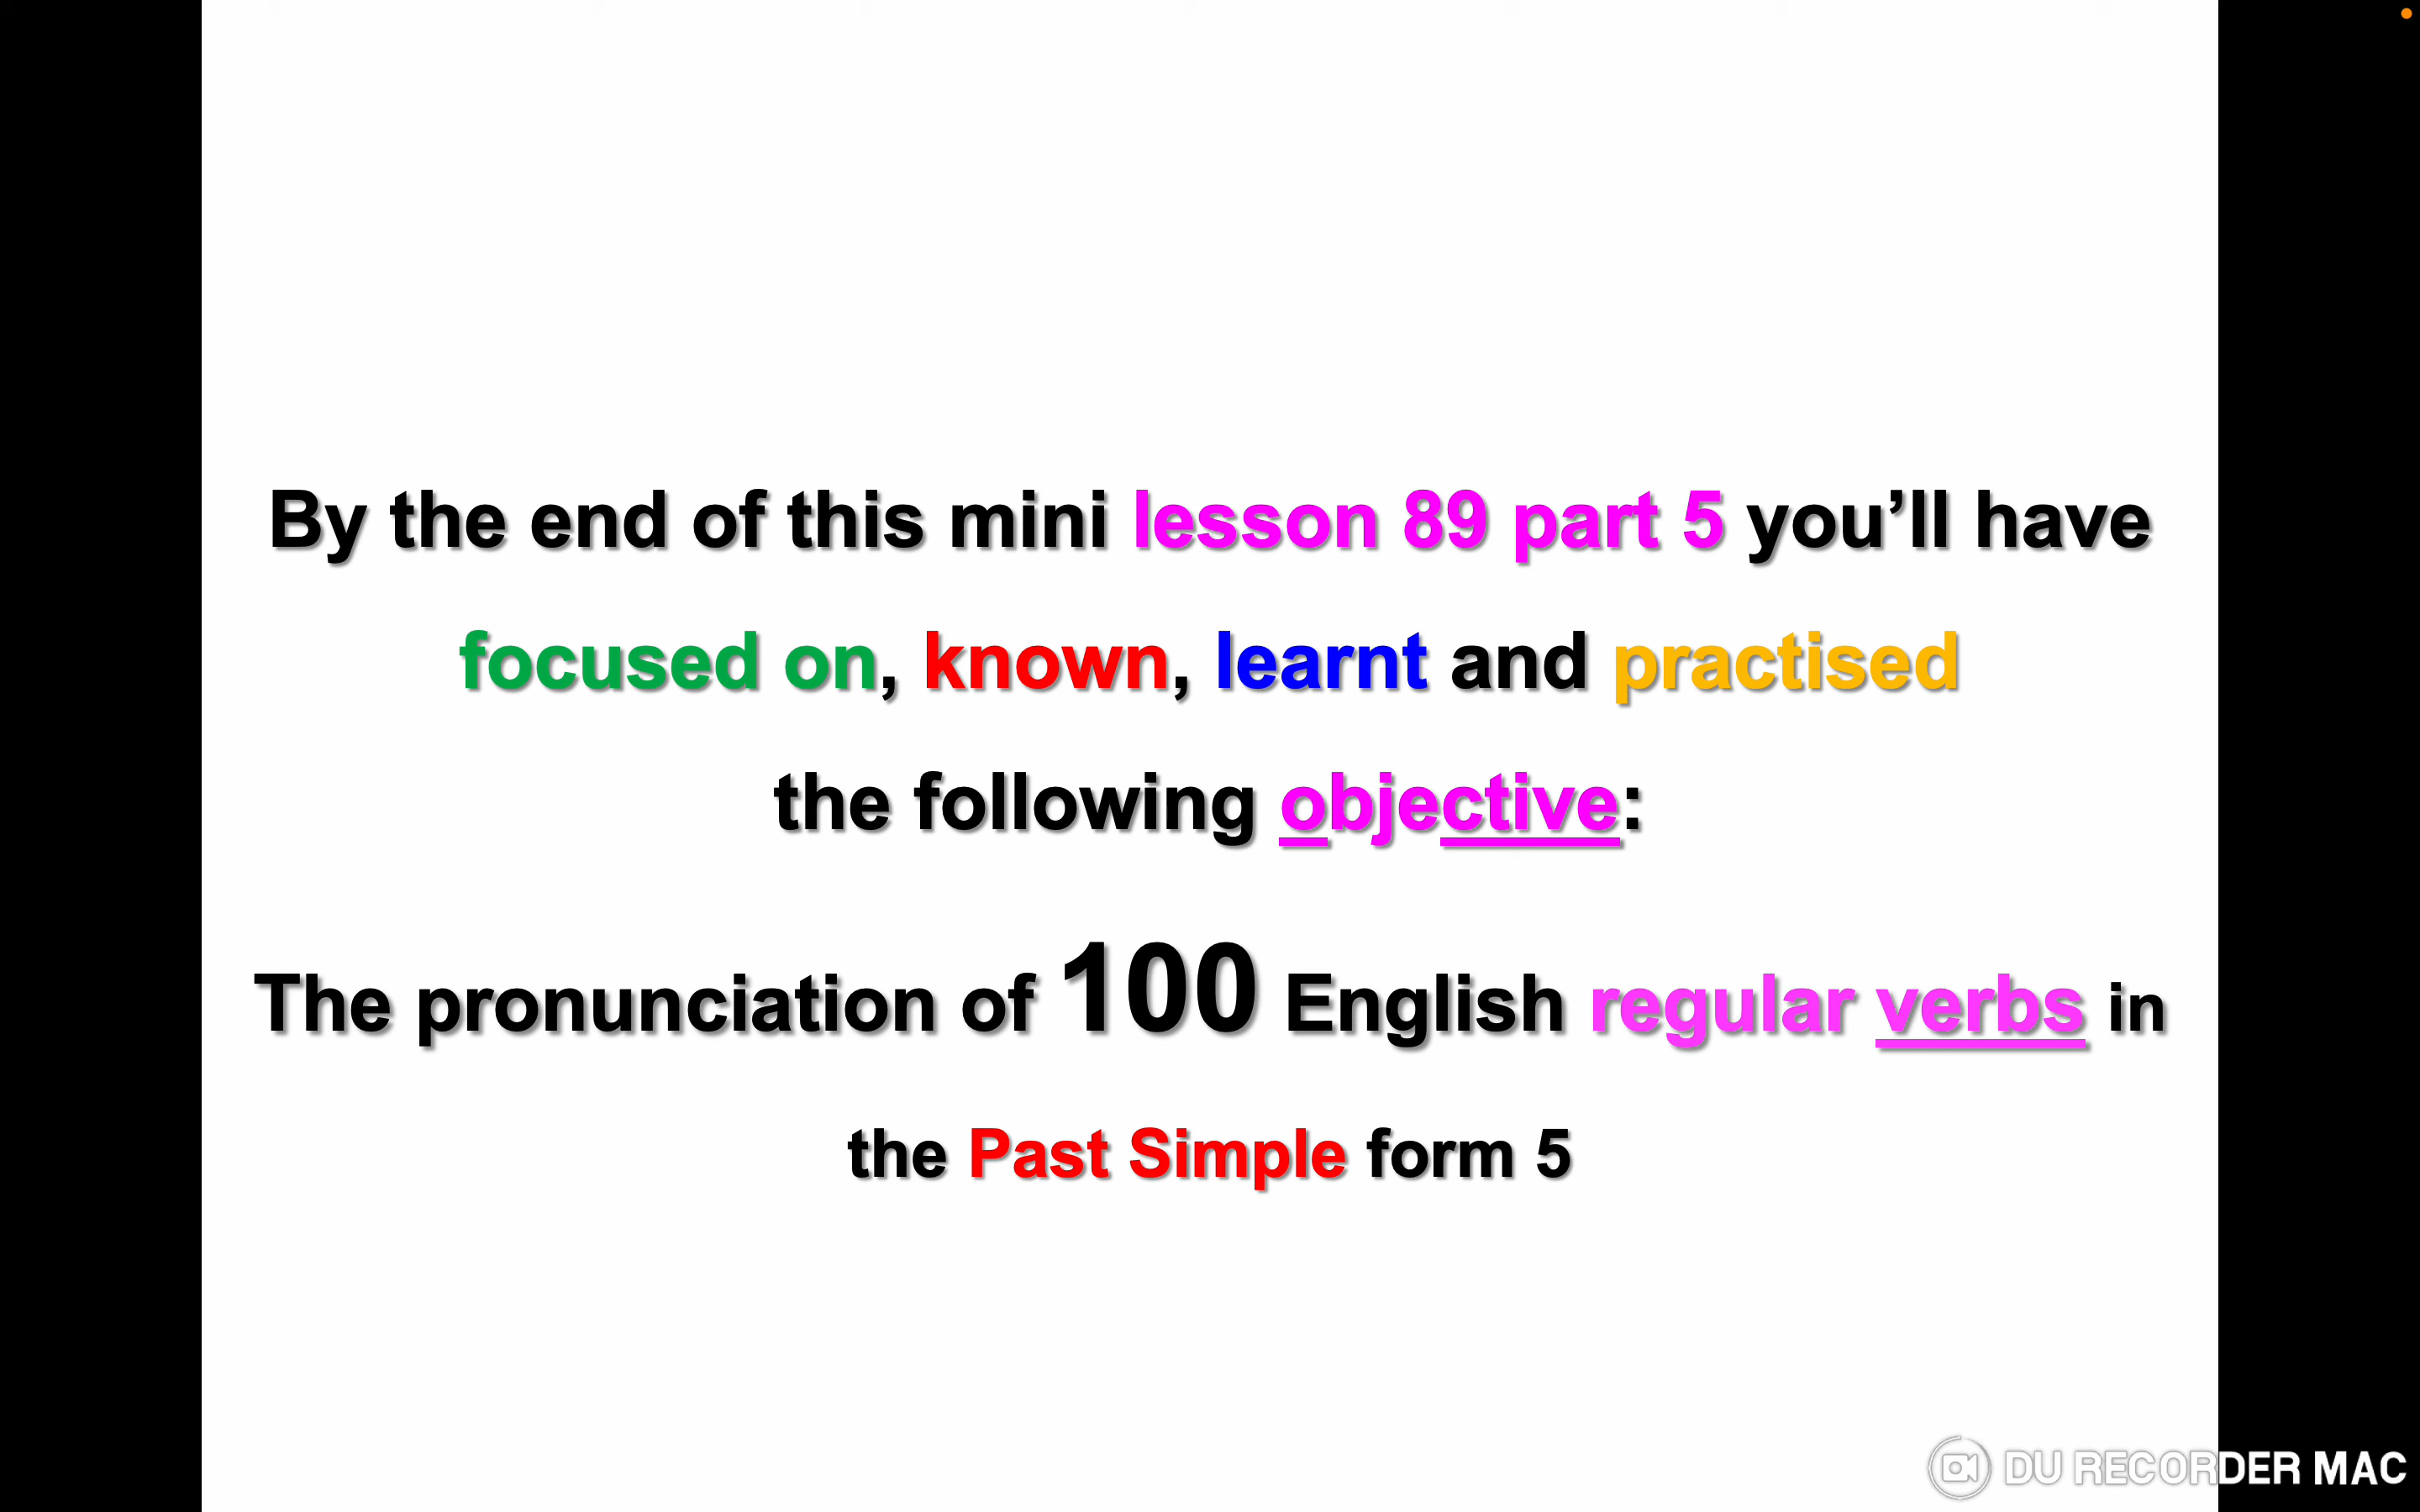 By the end of this mini lesson 89 part 5 you’ll have
focused on, known, learnt and practised
the following objective:
The pronunciation of 100 English regular verbs in
the Past Simple form 5
DU RECORDER MAC